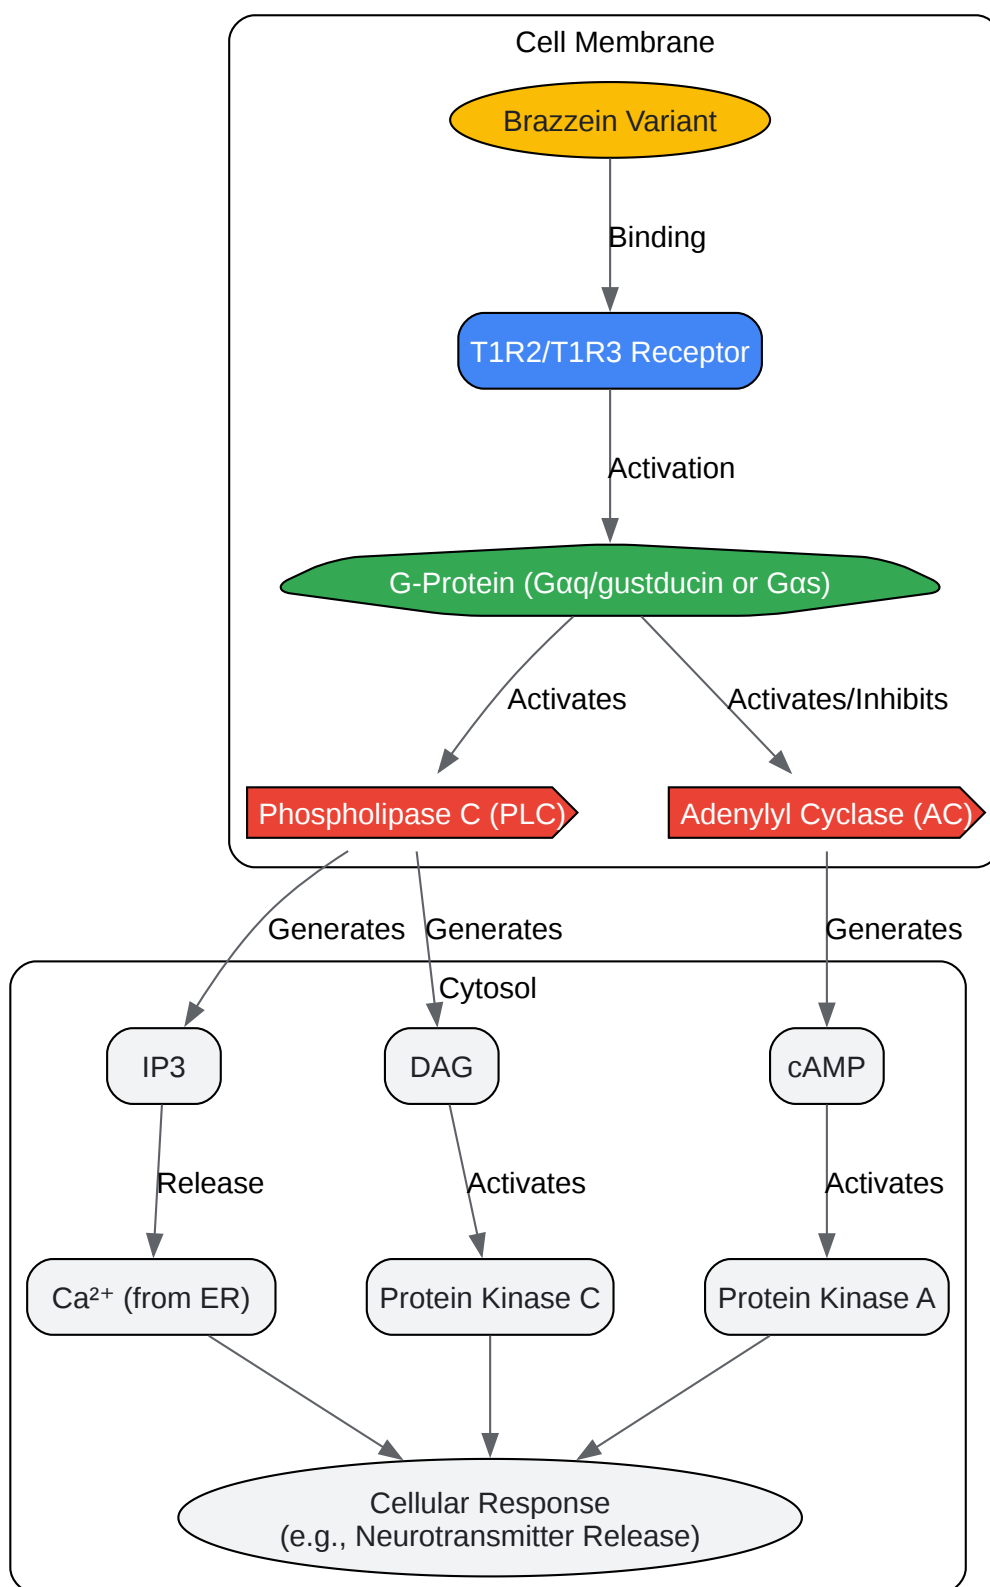 Cell Membrane
Brazzein Variant
Binding
T1R2/T1R3 Receptor
Activation
G-Protein (Gαq/gustducin or Gαs)
Activates
Activates/Inhibits
Phospholipase C (PLC)
Adenylyl Cyclase (AC)
Generates
Generates
Generates
Cytosol
IP3
DAG
cAMP
Release
Activates
Activates
Ca²⁺ (from ER)
Protein Kinase C
Protein Kinase A
Cellular Response
(e.g., Neurotransmitter Release)